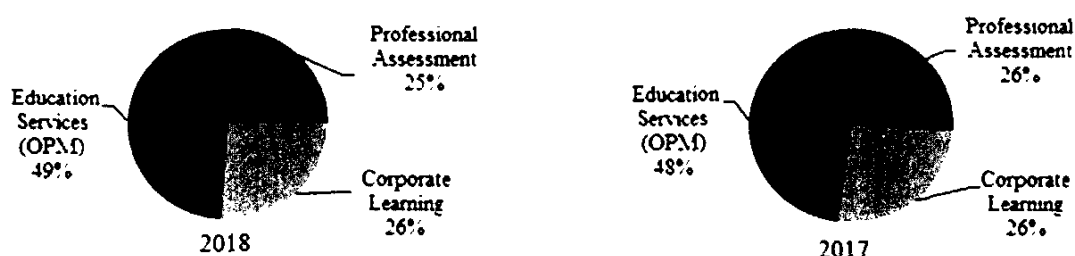 Professional
Assessment
25%
Education
Services
(OPM)
49%
Corporate
Learning
26%
2018
Professional
Assessment
26%
Education
Services
(OPM)
48%
Corporate
Learning
26%
2017